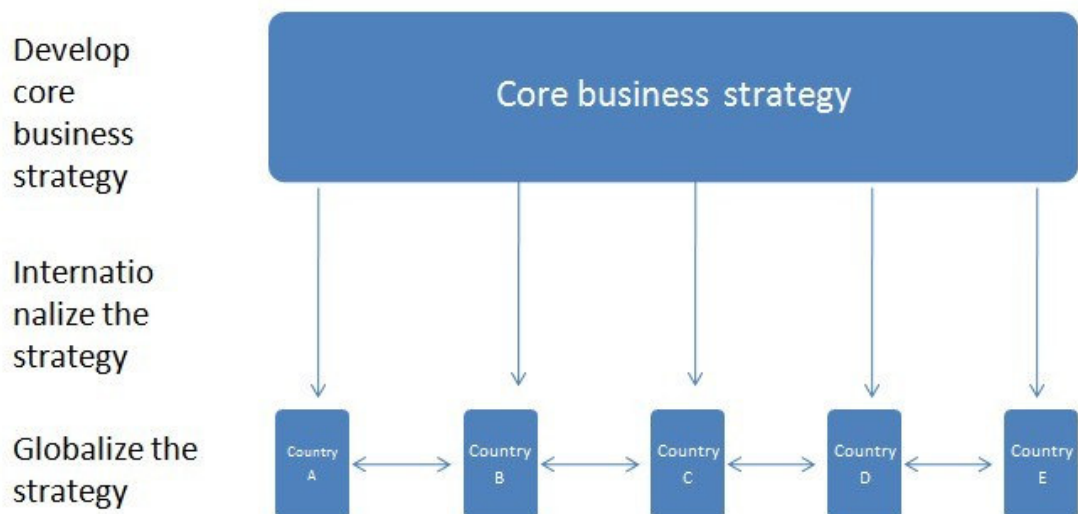 Develop
core
business
strategy
Core business strategy
Internatio
nalize the
strategy
Globalize the
strategy
Country
A
Country
B
Country
C
Country
D
Country
E